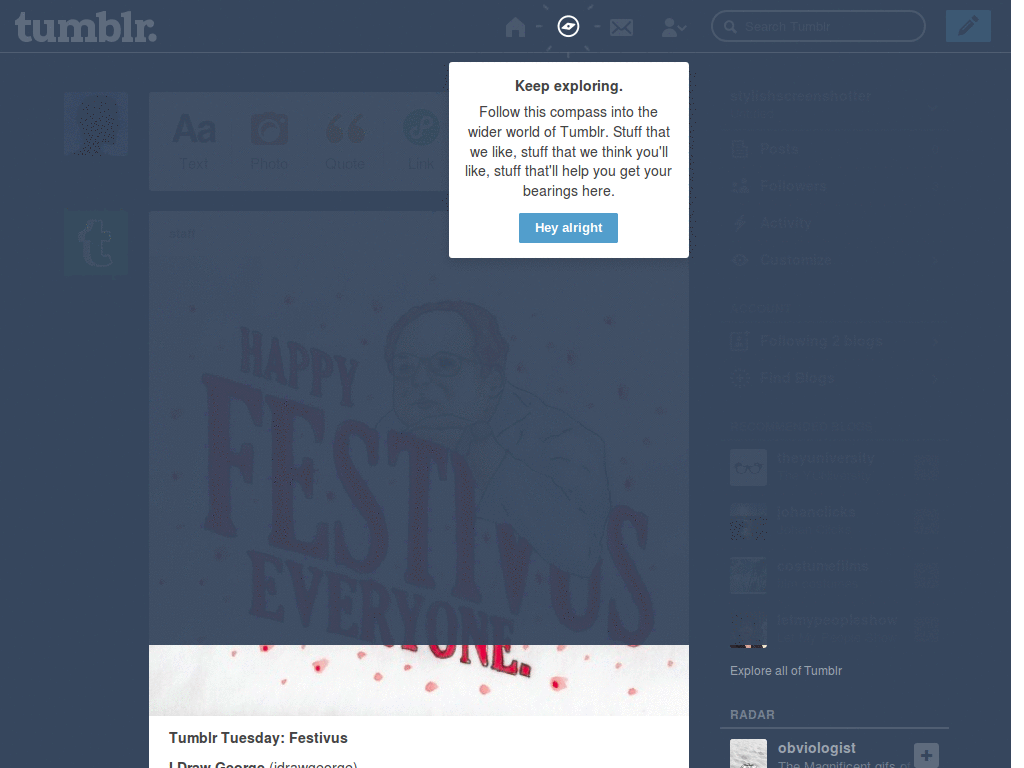 tumblr.
Search Tumblr
Keep exploring.
Follow this compass into the
wider world of Tumblr. Stuff that
we like, stuff that we think you'll
like, stuff that'll help you get your
bearings here.
Hey alright
Aa
Text
Photo
Quote
Link
staff
Posts
Followers
Activity
Customize
Following 2 blogs
Find Blogs
HAPPY
FESTIVUS
EVERYONE.
Explore all of Tumblr
RADAR
obviologist
The Magnificent gifs of
Tumblr Tuesday: Festivus
I Draw George (idrawgeorge)